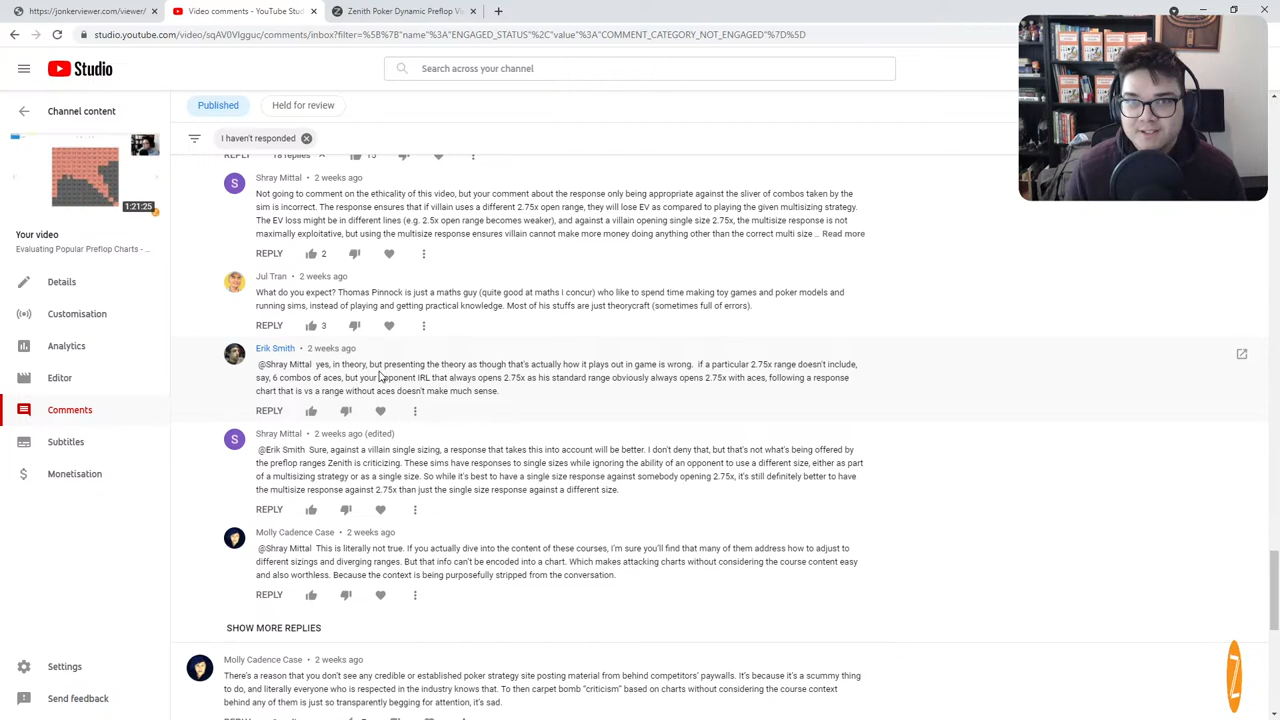 https://jonkerviewer.com/viewer/
Video comments - YouTube Stud
Zenith Poker Dynamic Preflop Vi
studio.youtube.com/video/sqAV0VIgguc/comments/inbox
"name"%3A"ENGAGED_STATUS"%2C"value"%3A"COMMENT_CATEGORY_NOT_ENGAGED"%7D%5D
Studio
Search across your channel
Channel content
1:21:25
Your video
Evaluating Popular Preflop Charts - ...
Details
Customisation
Analytics
Editor
Comments
Subtitles
Monetisation
Settings
Send feedback
Published
Held for review
I haven't responded
REPLY 18 replies 15
S
Shray Mittal • 2 weeks ago
Not going to comment on the ethicality of this video, but your comment about the response only being appropriate against the sliver of combos taken by the
sim is incorrect. The response ensures that if villain uses a different 2.75x open range, they will lose EV as compared to playing the given multisizing strategy.
The EV loss might be in different lines (e.g. 2.5x open range becomes weaker), and against a villain opening single size 2.75x, the multisize response is not
maximally exploitative, but using the multisize response ensures villain cannot make more money doing anything other than the correct multi size ... Read more
REPLY 2
Jul Tran • 2 weeks ago
What do you expect? Thomas Pinnock is just a maths guy (quite good at maths I concur) who like to spend time making toy games and poker models and
running sims, instead of playing and getting practical knowledge. Most of his stuffs are just theorycraft (sometimes full of errors).
REPLY 3
Erik Smith • 2 weeks ago
@Shray Mittal yes, in theory, but presenting the theory as though that's actually how it plays out in game is wrong. if a particular 2.75x range doesn't include,
say, 6 combos of aces, but your opponent IRL that always opens 2.75x as his standard range obviously always opens 2.75x with aces, following a response
chart that is vs a range without aces doesn't make much sense.
REPLY
S
Shray Mittal • 2 weeks ago (edited)
@Erik Smith Sure, against a villain single sizing, a response that takes this into account will be better. I don't deny that, but that's not what's being offered by
the preflop ranges Zenith is criticizing. These sims have responses to single sizes while ignoring the ability of an opponent to use a different size, either as part
of a multisizing strategy or as a single size. So while it's best to have a single size response against somebody opening 2.75x, it's still definitely better to have
the multisize response against 2.75x than just the single size response against a different size.
REPLY
Molly Cadence Case • 2 weeks ago
@Shray Mittal This is literally not true. If you actually dive into the content of these courses, I'm sure you'll find that many of them address how to adjust to
different sizings and diverging ranges. But that info can't be encoded into a chart. Which makes attacking charts without considering the course content easy
and also worthless. Because the context is being purposefully stripped from the conversation.
REPLY
SHOW MORE REPLIES
Molly Cadence Case • 2 weeks ago
There's a reason that you don't see any credible or established poker strategy site posting material from behind competitors' paywalls. It's because it's a scummy thing
to do, and literally everyone who is respected in the industry knows that. To then carpet bomb "criticism" based on charts without considering the course context
behind any of them is just so transparently begging for attention, it's sad.
Z